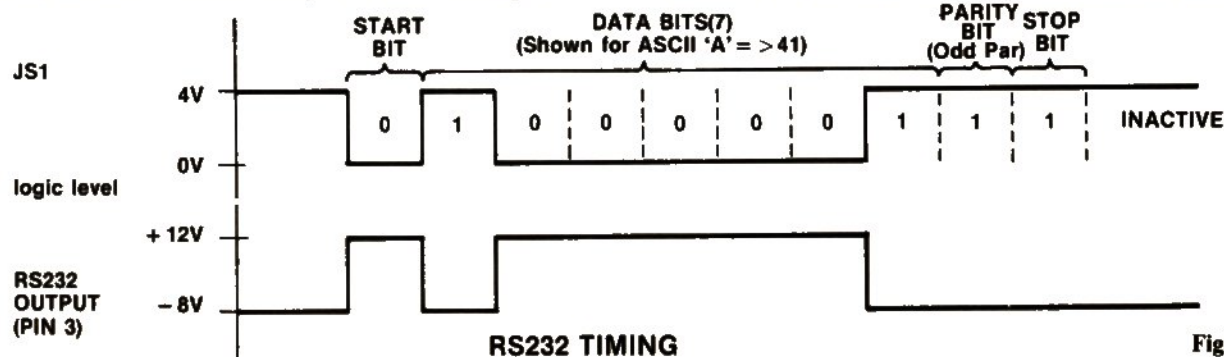 START BIT
DATA BITS(7)
(Shown for ASCII 'A' = >41)
PARITY BIT
(Odd Par)
STOP BIT
JS1
4V
0 1 0 0 0 0 0 1 1 1
INACTIVE
0V
logic level
+12V
RS232
OUTPUT
(PIN 3)
-8V
RS232 TIMING
Fig